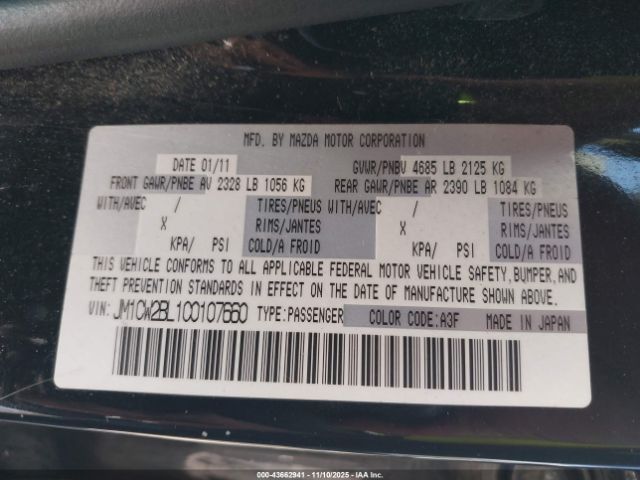 MFD. BY MAZDA MOTOR CORPORATION
DATE 01/11 GVWR/PNBV 4685 LB 2125 KG
FRONT GAWR/PNBE AV 2328 LB 1056 KG REAR GAWR/PNBE AR 2390 LB 1084 KG
WITH/AVEC / TIRES/PNEUS WITH/AVEC / TIRES/PNEUS
X RIMS/JANTES X RIMS/JANTES
KPA/ PSI COLD/A FROID KPA/ PSI COLD/A FROID
THIS VEHICLE CONFORMS TO ALL APPLICABLE FEDERAL MOTOR VEHICLE SAFETY, BUMPER, AND
THEFT PREVENTION STANDARDS IN EFFECT ON THE DATE OF MANUFACTURE SHOWN ABOVE.
VIN: JM1CW2BL1C0107660 TYPE: PASSENGER COLOR CODE: A3F MADE IN JAPAN
000-43662941 - 11/10/2025 - IAA Inc.